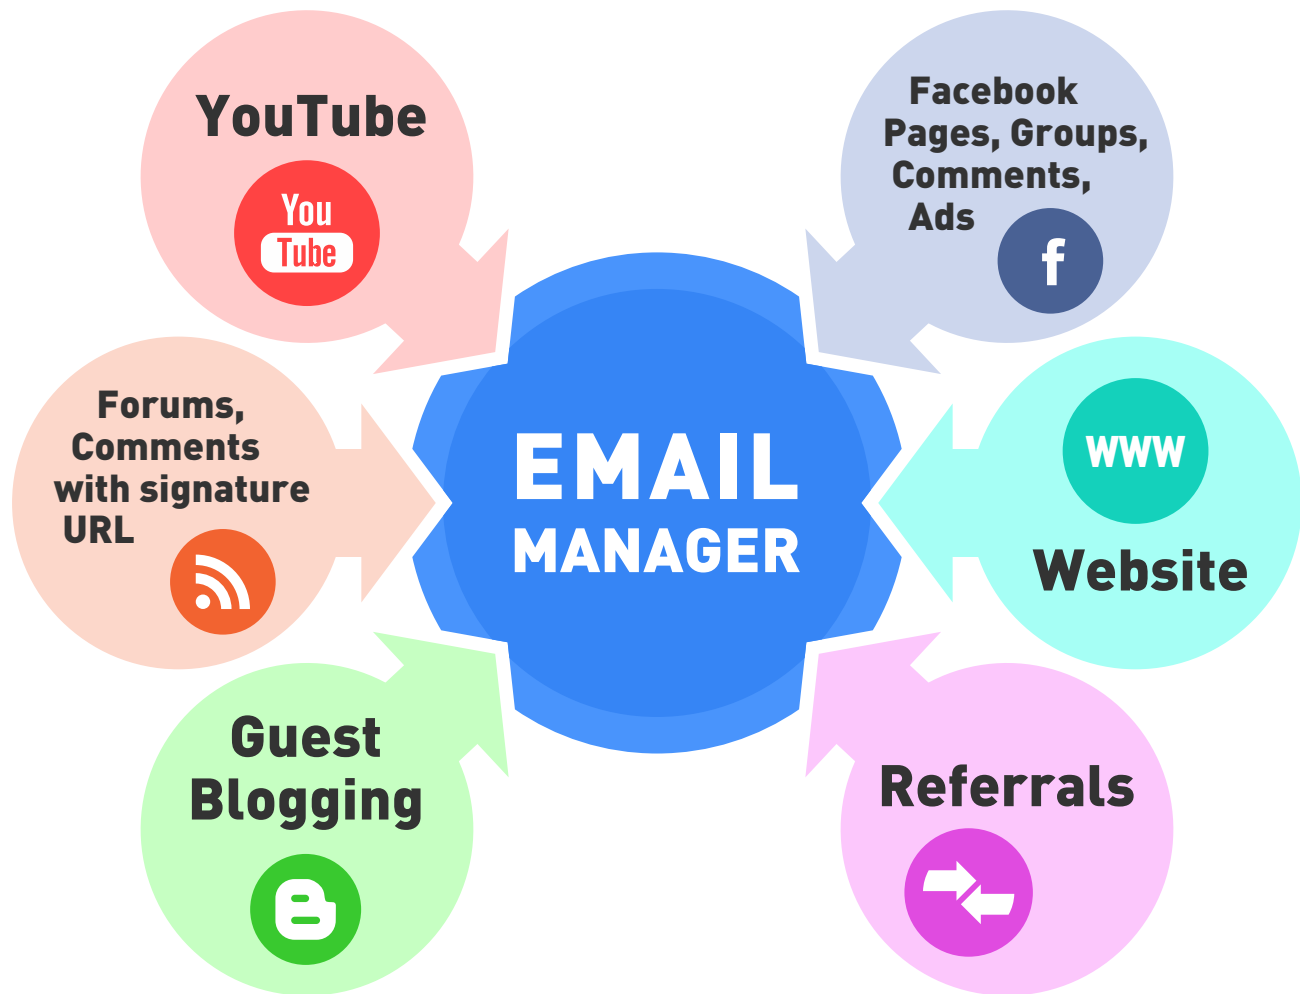 YouTube
You
Tube
Facebook
Pages, Groups,
Comments,
Ads
f
Forums,
Comments
with signature
URL
EMAIL
MANAGER
www
Website
Guest
Blogging
B
Referrals